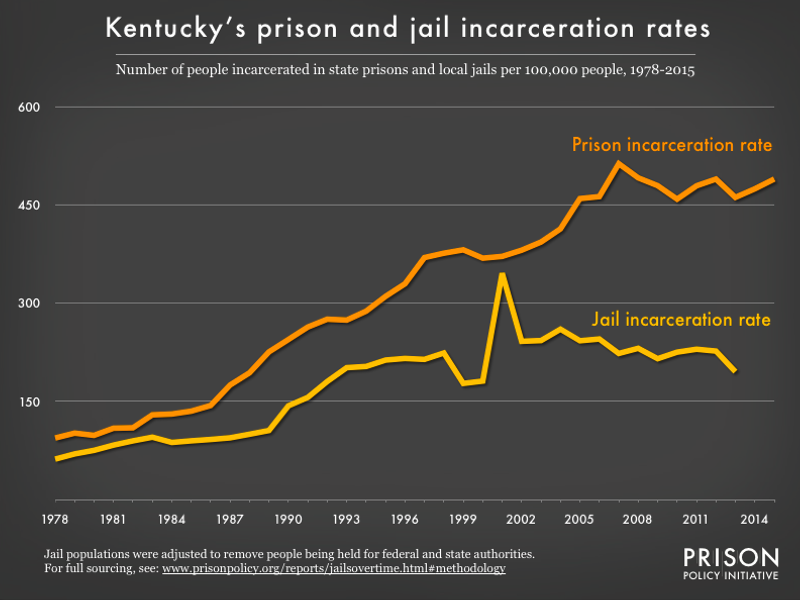 Kentucky’s prison and jail incarceration rates
Number of people incarcerated in state prisons and local jails per 100,000 people, 1978-2015
600
Prison incarceration rate
450
300
Jail incarceration rate
150
1978 1981 1984 1987 1990 1993 1996 1999 2002 2005 2008 2011 2014
Jail populations were adjusted to remove people being held for federal and state authorities.
For full sourcing, see: www.prisonpolicy.org/reports/jailsovertime.html#methodology
PRISON
POLICY INITIATIVE